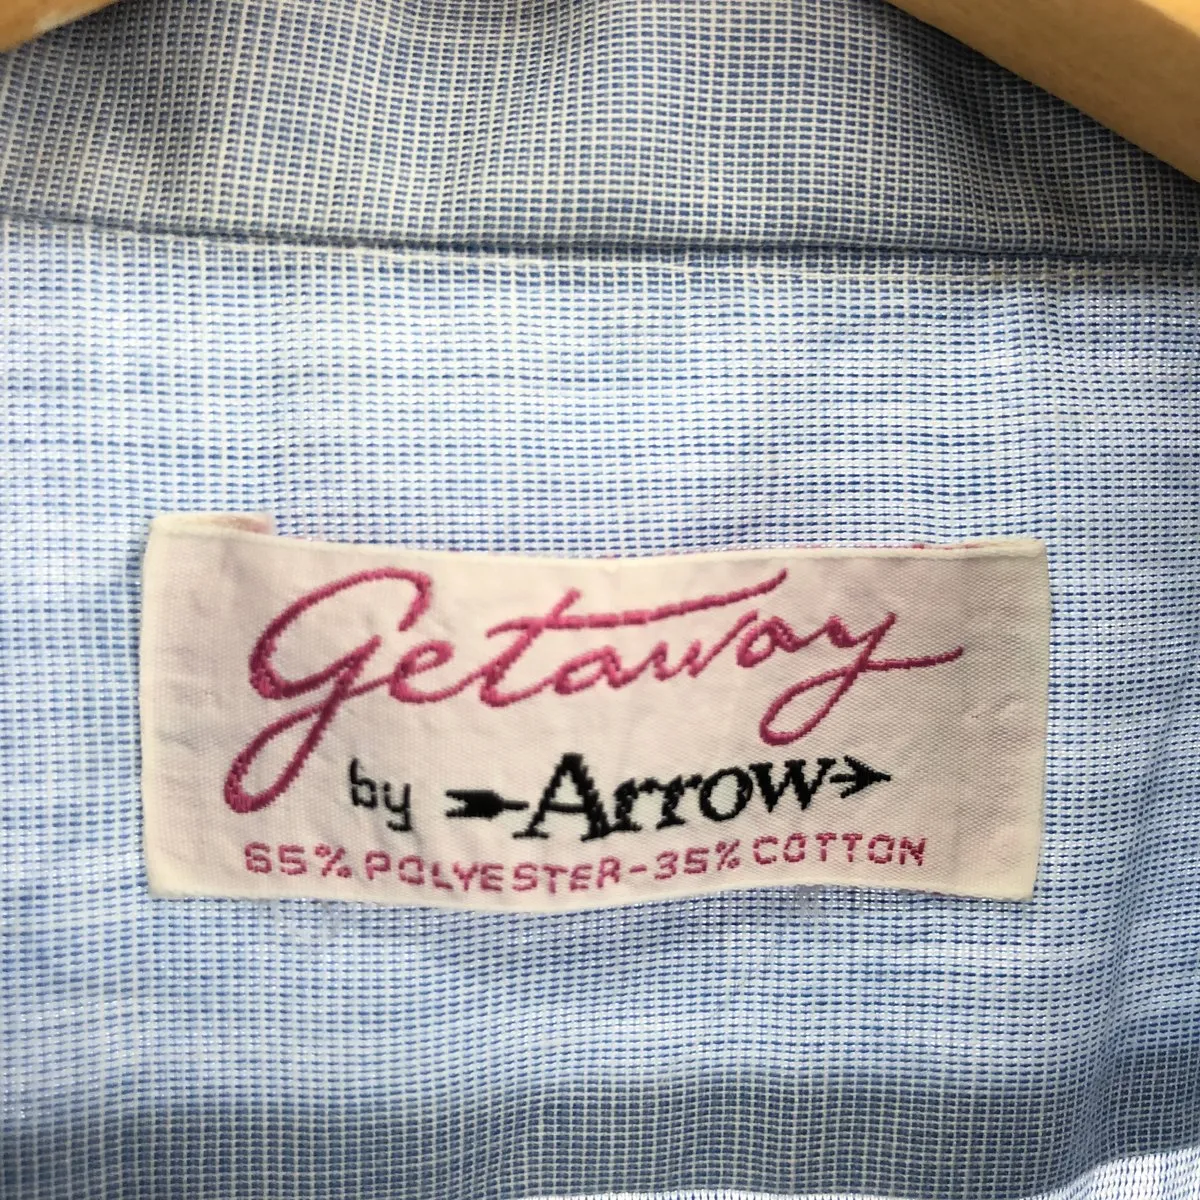 Getaway
by Arrow
65% POLYESTER-35% COTTON